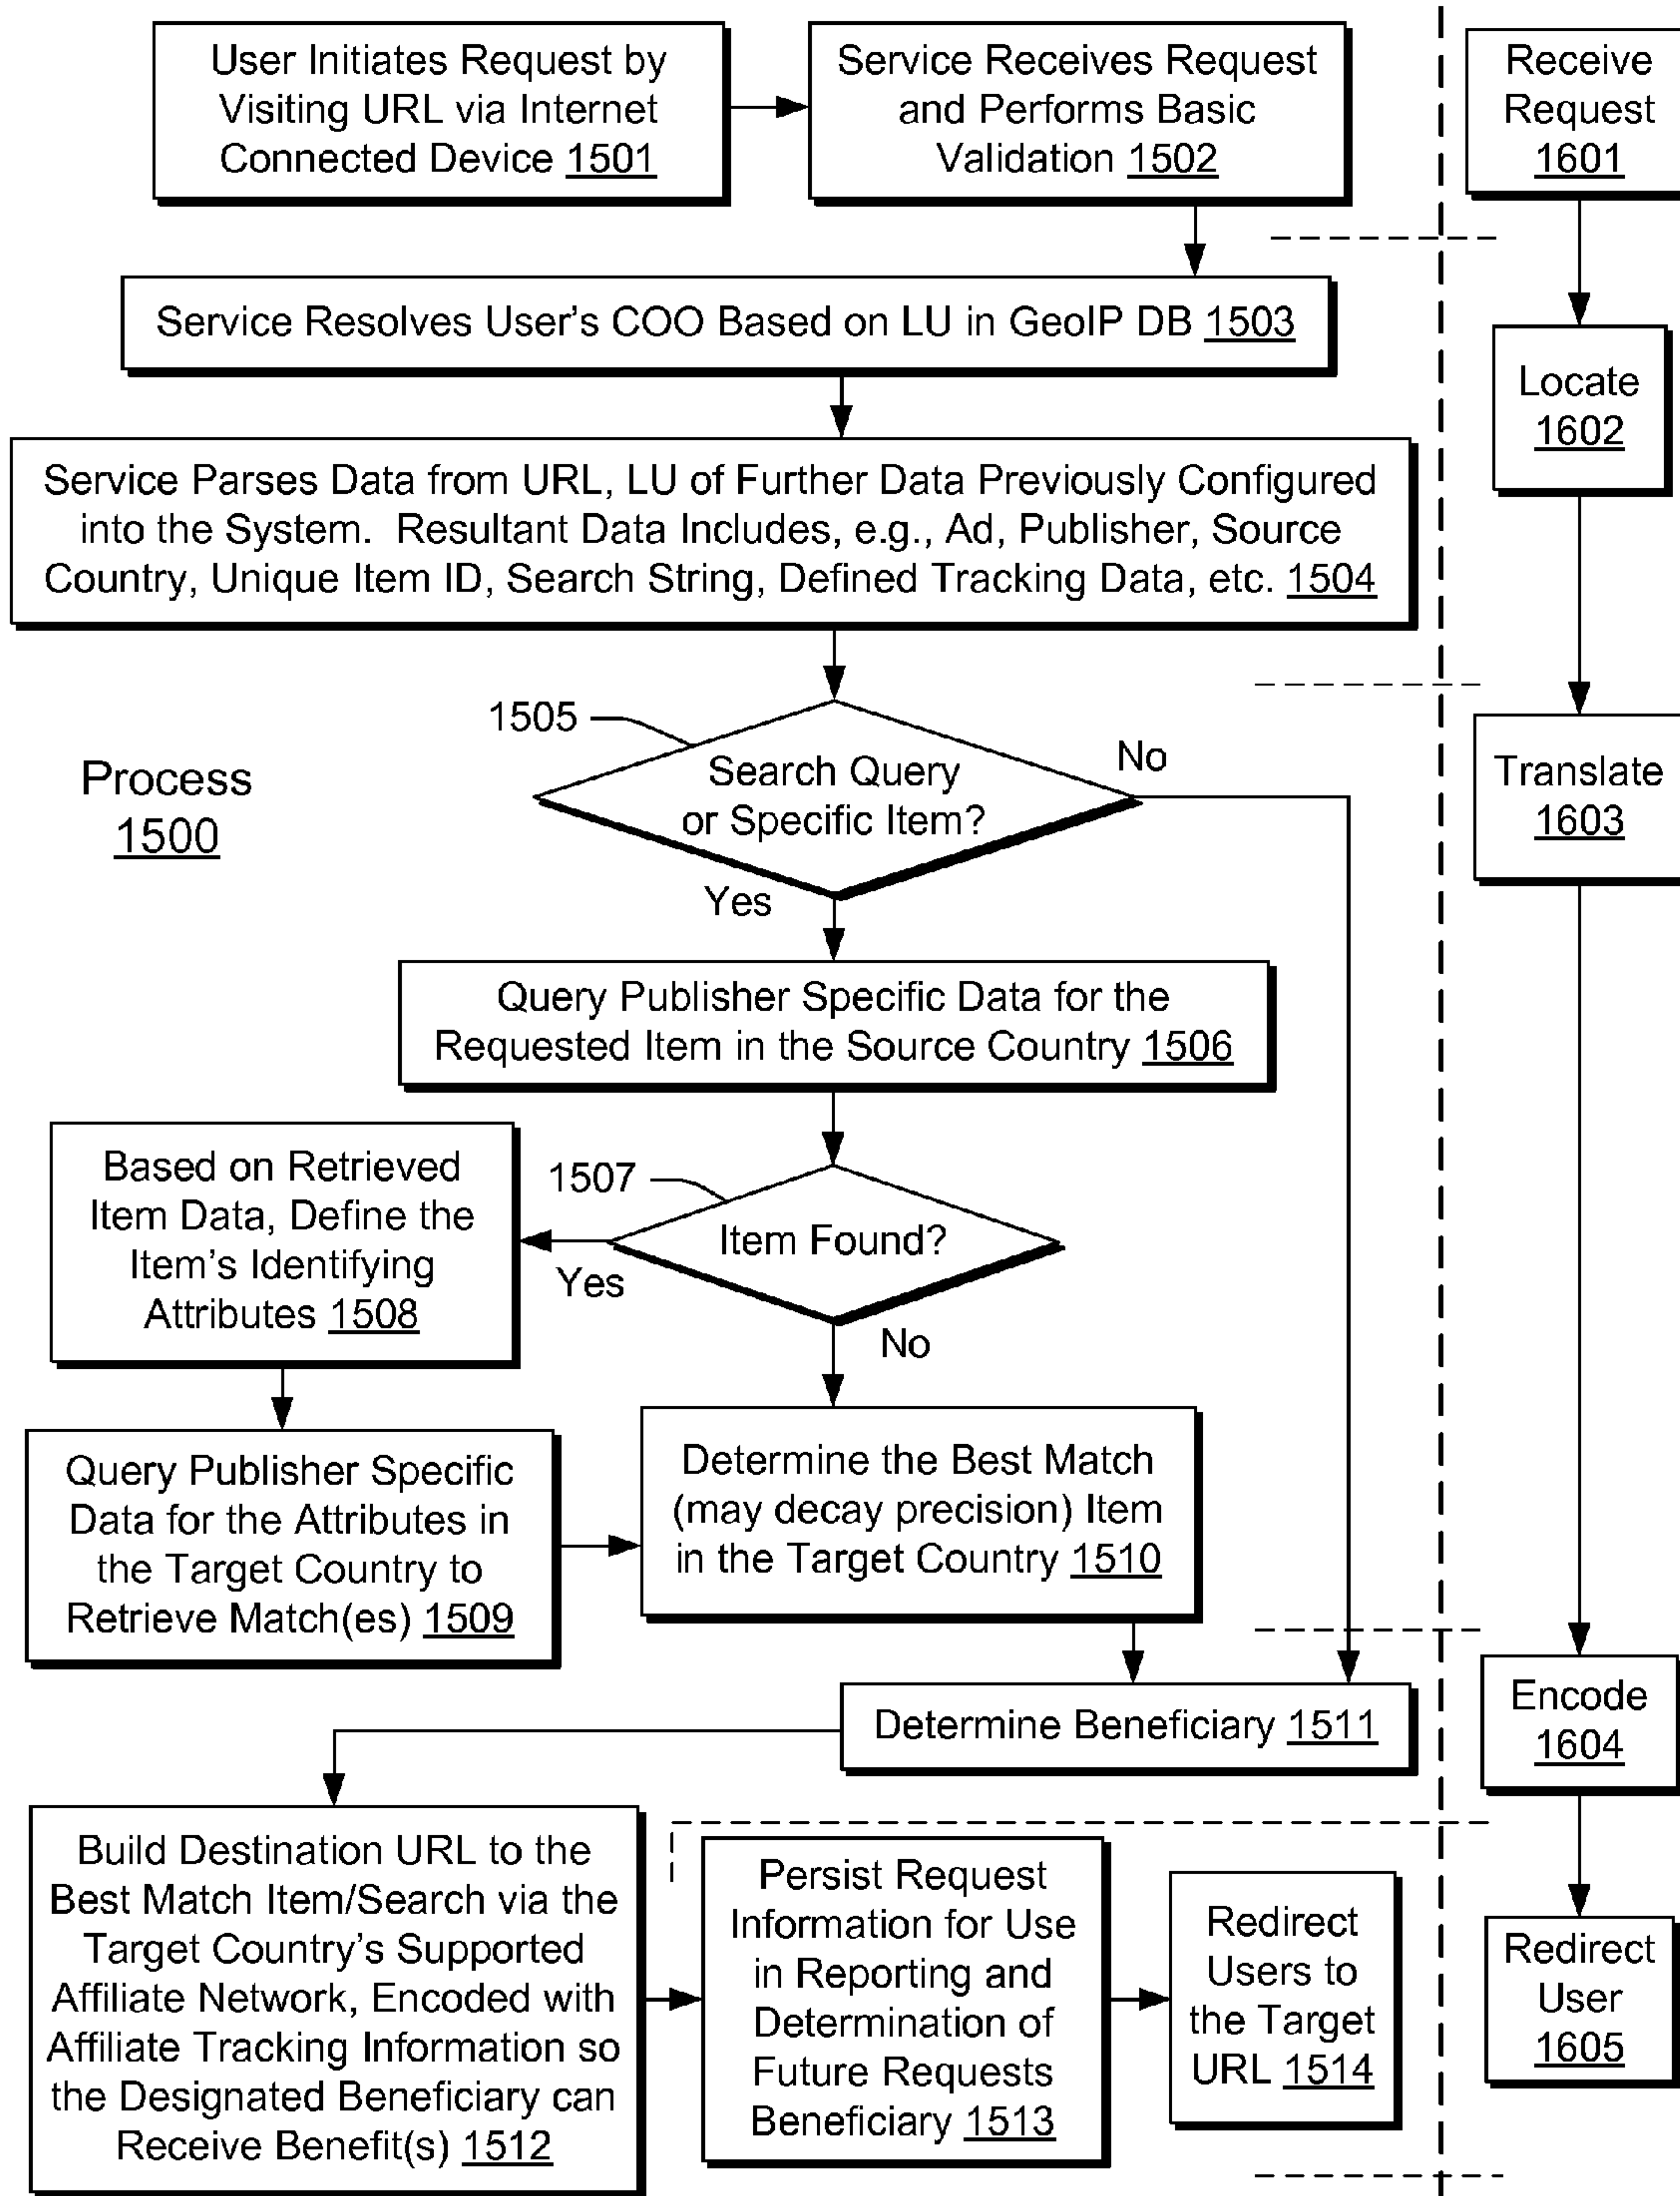 User Initiates Request by
Visiting URL via Internet
Connected Device 1501
Service Receives Request
and Performs Basic
Validation 1502
Service Resolves User's COO Based on LU in GeoIP DB 1503
Service Parses Data from URL, LU of Further Data Previously Configured
into the System. Resultant Data Includes, e.g., Ad, Publisher, Source
Country, Unique Item ID, Search String, Defined Tracking Data, etc. 1504
Process
1500
1505
Search Query
or Specific Item?
No
Yes
Query Publisher Specific Data for the
Requested Item in the Source Country 1506
1507
Item Found?
Yes
No
Based on Retrieved
Item Data, Define the
Item's Identifying
Attributes 1508
Query Publisher Specific
Data for the Attributes in
the Target Country to
Retrieve Match(es) 1509
Determine the Best Match
(may decay precision) Item
in the Target Country 1510
Determine Beneficiary 1511
Build Destination URL to the
Best Match Item/Search via the
Target Country's Supported
Affiliate Network, Encoded with
Affiliate Tracking Information so
the Designated Beneficiary can
Receive Benefit(s) 1512
Persist Request
Information for Use
in Reporting and
Determination of
Future Requests
Beneficiary 1513
Redirect
Users to
the Target
URL 1514
Receive
Request
1601
Locate
1602
Translate
1603
Encode
1604
Redirect
User
1605